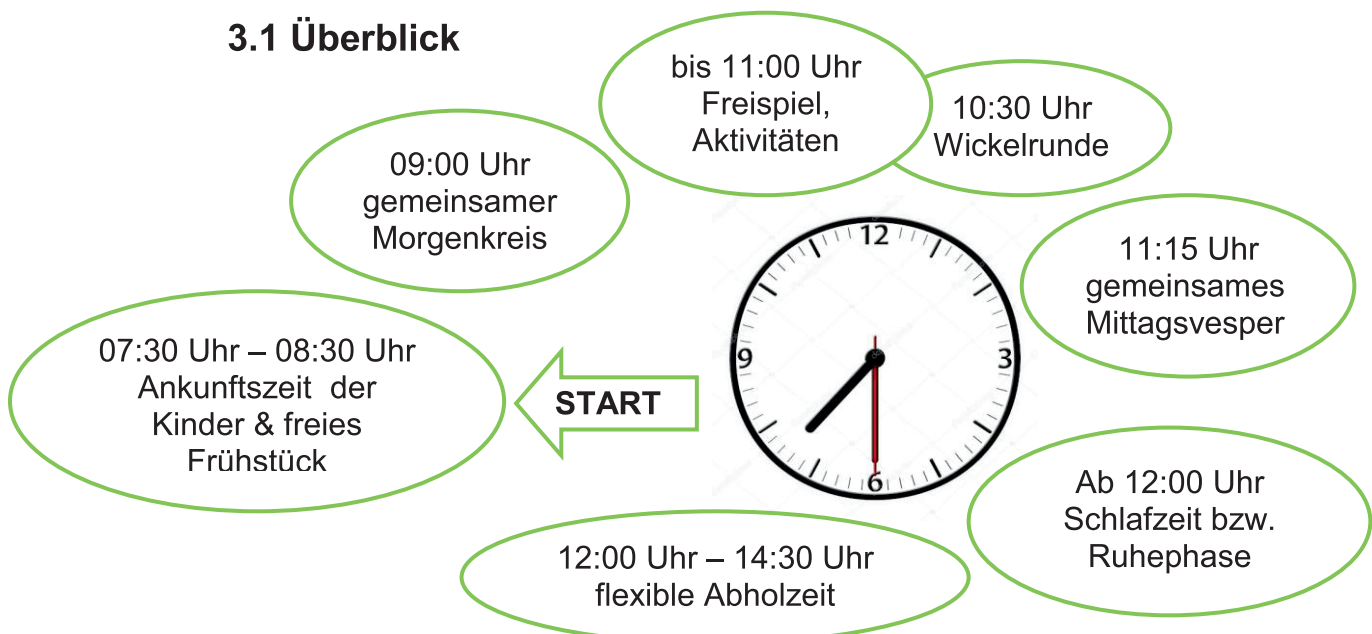 3.1 Überblick
07:30 Uhr – 08:30 Uhr
Ankunftszeit der
Kinder & freies
Frühstück
09:00 Uhr
gemeinsamer
Morgenkreis
bis 11:00 Uhr
Freispiel,
Aktivitäten
10:30 Uhr
Wickelrunde
11:15 Uhr
gemeinsames
Mittagsvesper
Ab 12:00 Uhr
Schlafzeit bzw.
Ruhephase
12:00 Uhr – 14:30 Uhr
flexible Abholzeit
START
12
9
3
6